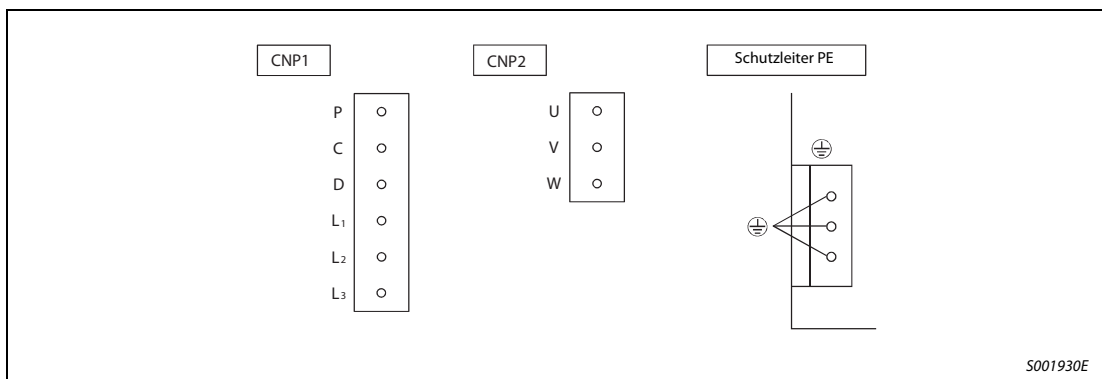 CNP1
P
C
D
L1
L2
L3
CNP2
U
V
W
Schutzleiter PE
S001930E